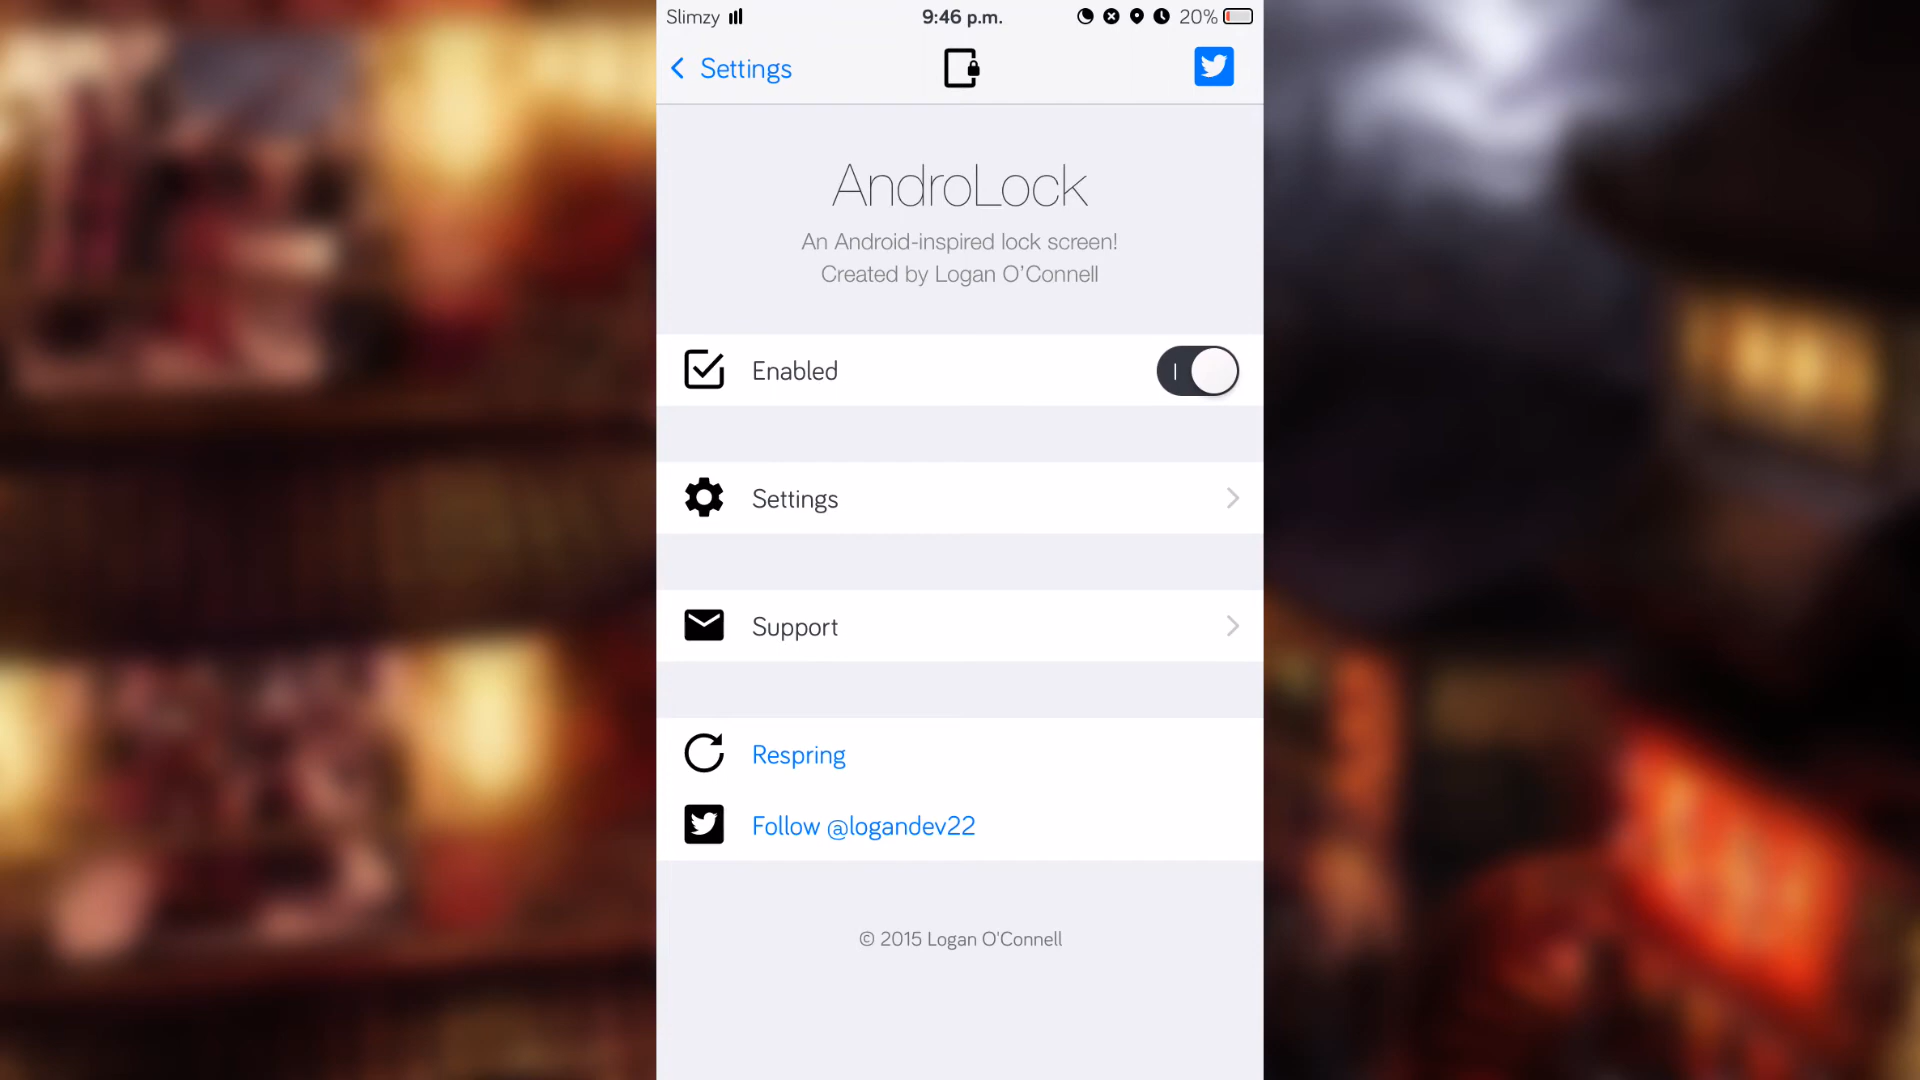 Slimzy 9:46 p.m. 20%
Settings
AndroLock
An Android-inspired lock screen!
Created by Logan O'Connell
Enabled
Settings
Support
Respring
Follow @logandev22
© 2015 Logan O'Connell